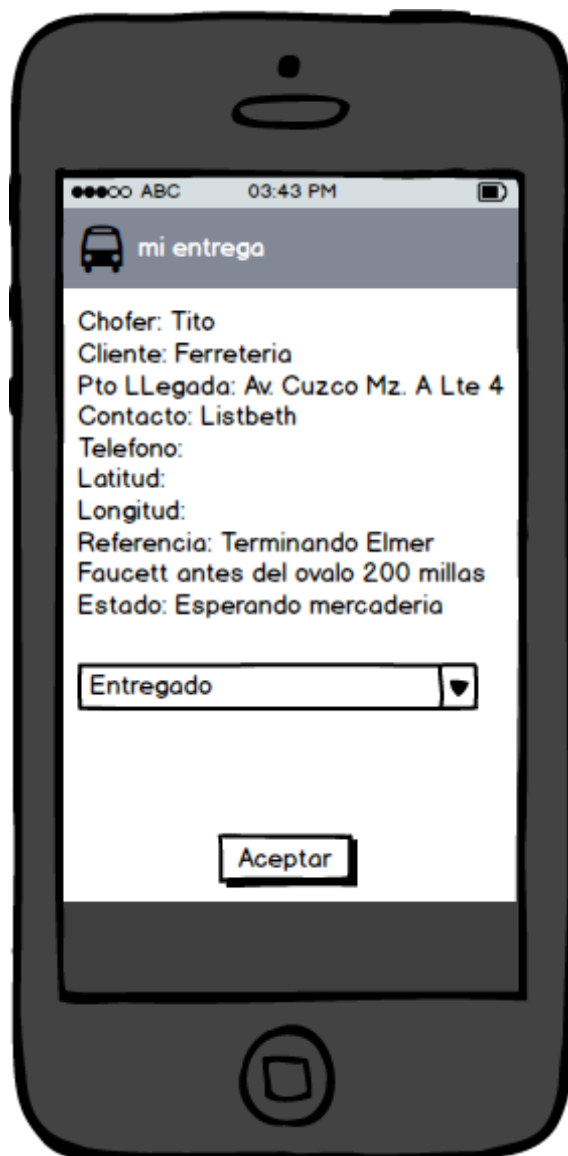 ABC 03:43 PM
mi entrega
Chofer: Tito
Cliente: Ferreteria
Pto LLegada: Av. Cuzco Mz. A Lte 4
Contacto: Listbeth
Telefono:
Latitud:
Longitud:
Referencia: Terminando Elmer
Faucett antes del ovalo 200 millas
Estado: Esperando mercaderia
Entregado
Aceptar